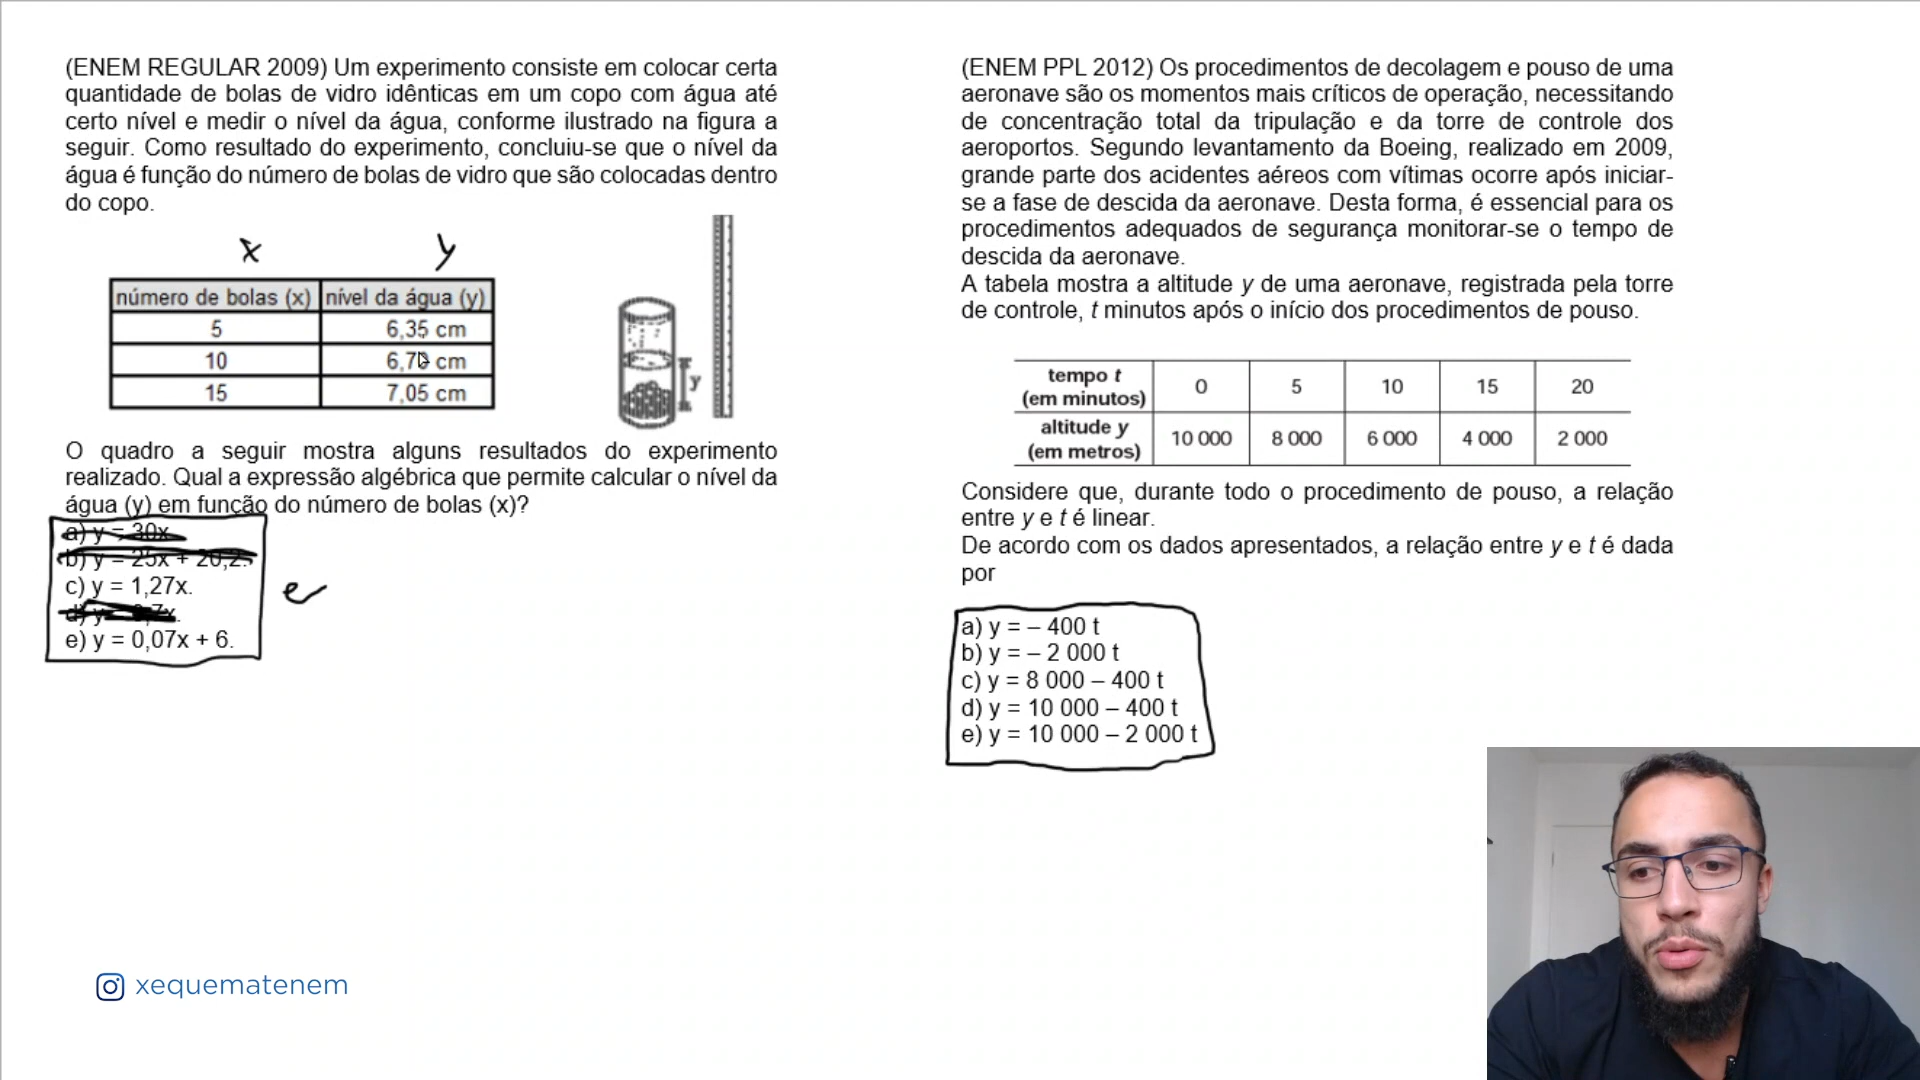 (ENEM REGULAR 2009) Um experimento consiste em colocar certa
quantidade de bolas de vidro idênticas em um copo com água até
certo nível e medir o nível da água, conforme ilustrado na figura a
seguir. Como resultado do experimento, concluiu-se que o nível da
água é função do número de bolas de vidro que são colocadas dentro
do copo.
x y
número de bolas (x) nível da água (y)
5 6,35 cm
10 6,70 cm
15 7,05 cm
y
O quadro a seguir mostra alguns resultados do experimento
realizado. Qual a expressão algébrica que permite calcular o nível da
água (y) em função do número de bolas (x)?
a) y = 30x
b) y = 25x + 20,2.
c) y = 1,27x.
d) y = 0,7x.
e) y = 0,07x + 6.
e
xequematenem
(ENEM PPL 2012) Os procedimentos de decolagem e pouso de uma
aeronave são os momentos mais críticos de operação, necessitando
de concentração total da tripulação e da torre de controle dos
aeroportos. Segundo levantamento da Boeing, realizado em 2009,
grande parte dos acidentes aéreos com vítimas ocorre após iniciar-
se a fase de descida da aeronave. Desta forma, é essencial para os
procedimentos adequados de segurança monitorar-se o tempo de
descida da aeronave.
A tabela mostra a altitude y de uma aeronave, registrada pela torre
de controle, t minutos após o início dos procedimentos de pouso.
tempo t
(em minutos) 0 5 10 15 20
altitude y
(em metros) 10 000 8 000 6 000 4 000 2 000
Considere que, durante todo o procedimento de pouso, a relação
entre y e t é linear.
De acordo com os dados apresentados, a relação entre y e t é dada
por
a) y = – 400 t
b) y = – 2 000 t
c) y = 8 000 – 400 t
d) y = 10 000 – 400 t
e) y = 10 000 – 2 000 t